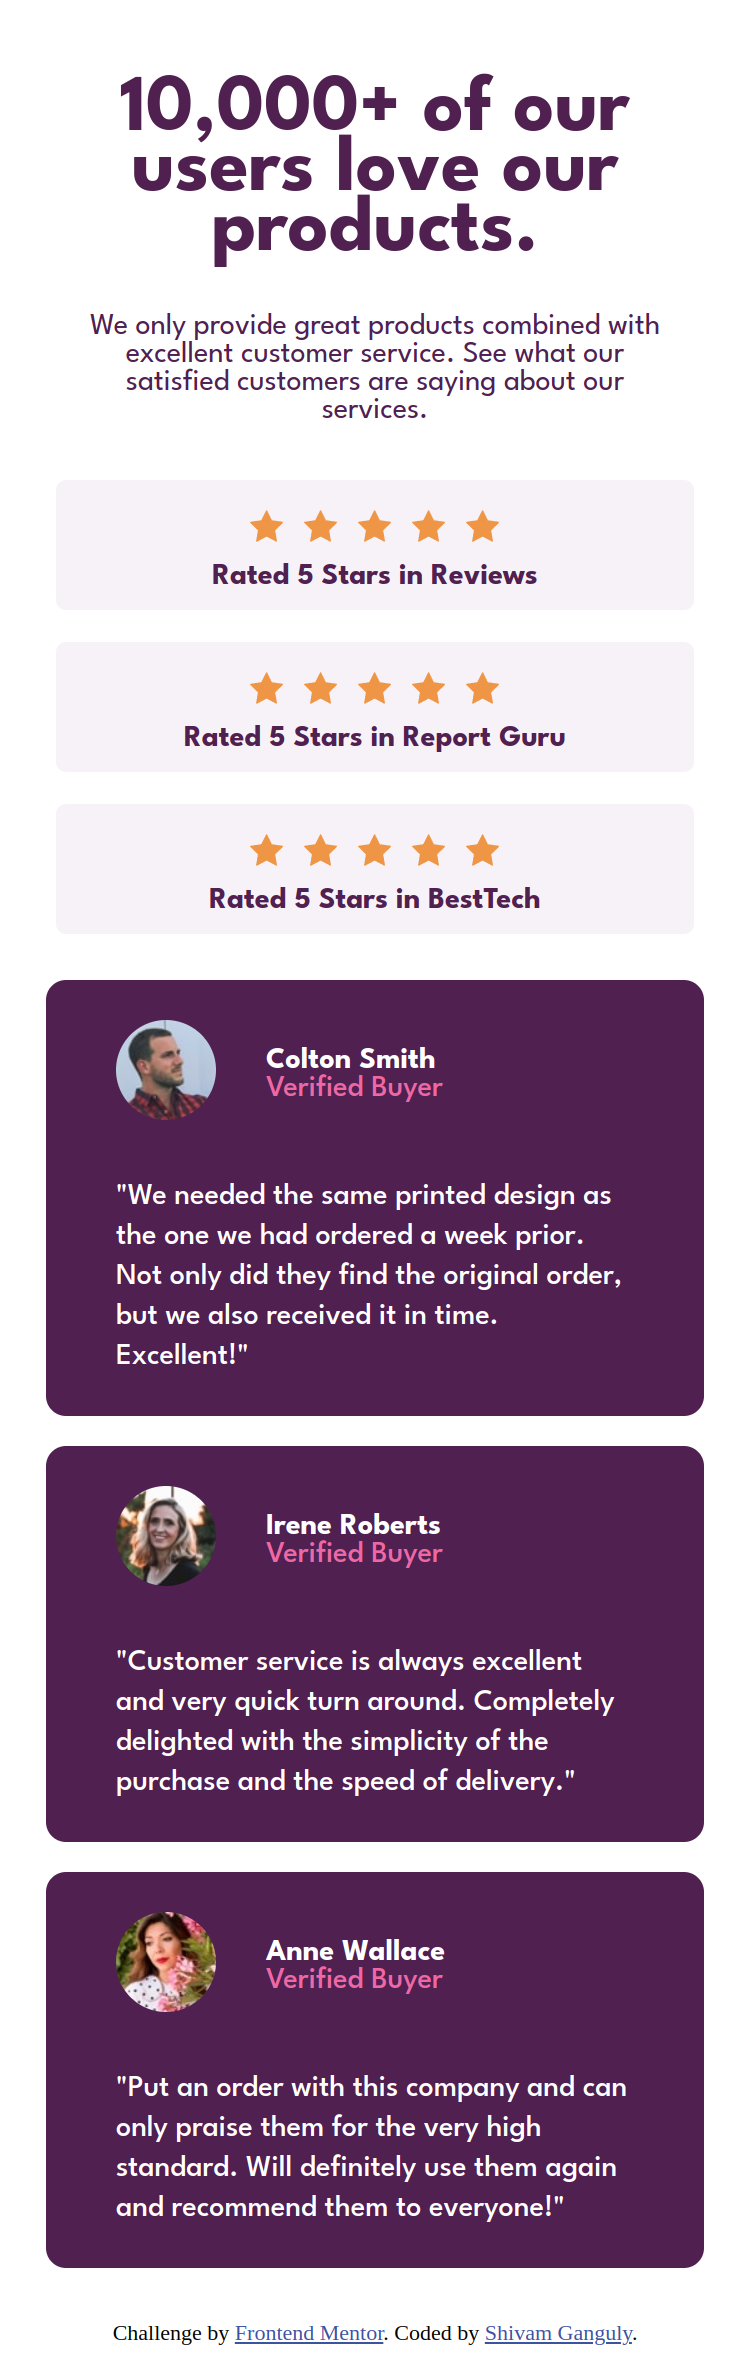 10,000+ of our
users love our
products.
We only provide great products combined with
excellent customer service. See what our
satisfied customers are saying about our
services.
Rated 5 Stars in Reviews
Rated 5 Stars in Report Guru
Rated 5 Stars in BestTech
Colton Smith
Verified Buyer
"We needed the same printed design as
the one we had ordered a week prior.
Not only did they find the original order,
but we also received it in time.
Excellent!"
Irene Roberts
Verified Buyer
"Customer service is always excellent
and very quick turn around. Completely
delighted with the simplicity of the
purchase and the speed of delivery."
Anne Wallace
Verified Buyer
"Put an order with this company and can
only praise them for the very high
standard. Will definitely use them again
and recommend them to everyone!"
Challenge by Frontend Mentor. Coded by Shivam Ganguly.